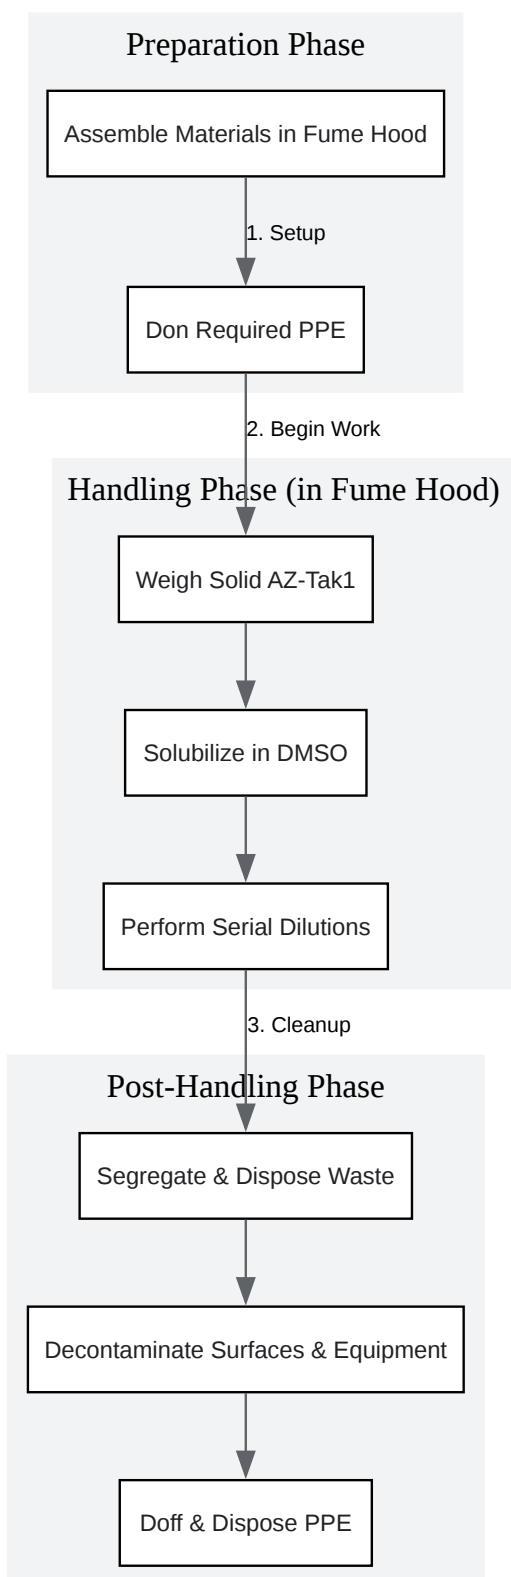 Preparation Phase
Assemble Materials in Fume Hood
1. Setup
Don Required PPE
2. Begin Work
Handling Phase (in Fume Hood)
Weigh Solid AZ-Tak1
Solubilize in DMSO
Perform Serial Dilutions
3. Cleanup
Post-Handling Phase
Segregate & Dispose Waste
Decontaminate Surfaces & Equipment
Doff & Dispose PPE